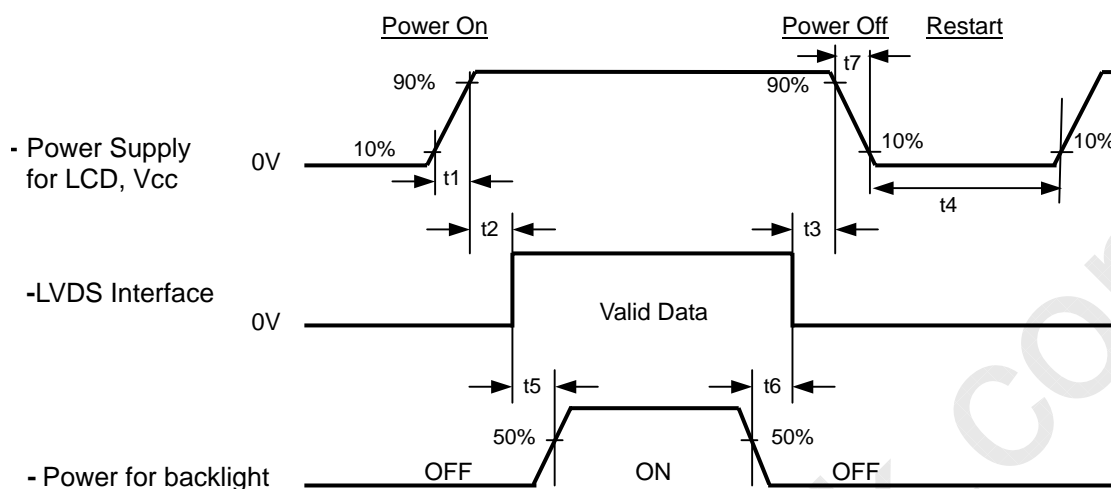 Power On
Power Off
Restart
t7
90%
90%
10%
10%
10%
- Power Supply
for LCD, Vcc
0V
t1
t4
t2
t3
-LVDS Interface
0V
Valid Data
t5
t6
50%
50%
- Power for backlight
OFF
ON
OFF